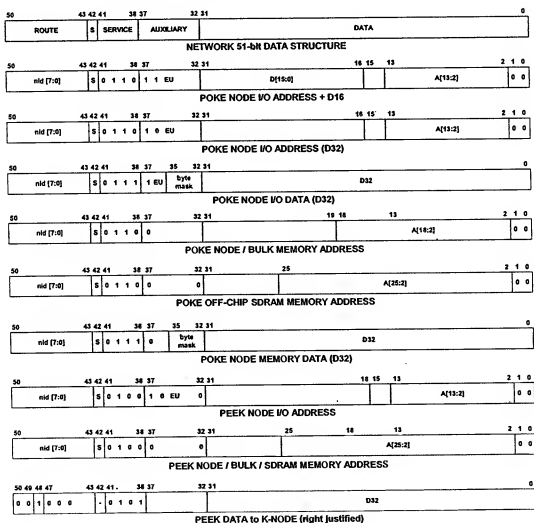 50 43 42 41 38 37 32 31 0
ROUTE S SERVICE AUXILIARY DATA
NETWORK 51-bit DATA STRUCTURE
50 43 42 41 38 37 32 31 16 15 13 2 1 0
nid [7:0] S 0 1 1 0 1 1 EU D[15:0] A[13:2] 0 0
POKE NODE I/O ADDRESS + D16
50 43 42 41 38 37 32 31 16 15 13 2 1 0
nid [7:0] S 0 1 1 0 1 0 EU A[13:2] 0 0
POKE NODE I/O ADDRESS (D32)
50 43 42 41 38 37 35 32 31 0
nid [7:0] S 0 1 1 1 1 EU byte mask D32
POKE NODE I/O DATA (D32)
50 43 42 41 38 37 32 31 19 18 13 2 1 0
nid [7:0] S 0 1 1 0 0 A[18:2] 0 0
POKE NODE / BULK MEMORY ADDRESS
50 43 42 41 38 37 32 31 25 2 1 0
nid [7:0] S 0 1 1 0 0 0 A[25:2] 0 0
POKE OFF-CHIP SDRAM MEMORY ADDRESS
50 43 42 41 38 37 35 32 31 0
nid [7:0] S 0 1 1 1 0 byte mask D32
POKE NODE MEMORY DATA (D32)
50 43 42 41 38 37 32 31 16 15 13 2 1 0
nid [7:0] S 0 1 0 0 1 0 EU 0 A[13:2] 0 0
PEEK NODE I/O ADDRESS
50 43 42 41 38 37 32 31 25 18 13 2 1 0
nid [7:0] S 0 1 0 0 0 0 A[25:2] 0 0
PEEK NODE / BULK / SDRAM MEMORY ADDRESS
50 49 48 47 43 42 41 38 37 32 31 0
0 0 1 0 0 0 - 0 1 0 1 D32
PEEK DATA to K-NODE (right justified)